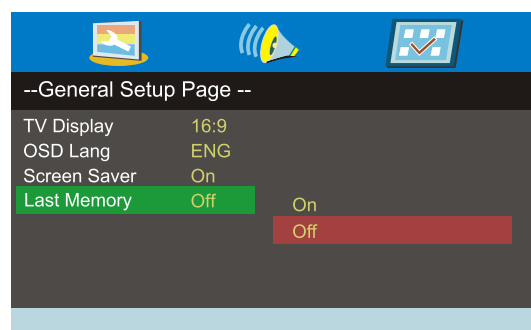 --General Setup Page --
TV Display 16:9
OSD Lang ENG
Screen Saver On
Last Memory Off On
Off